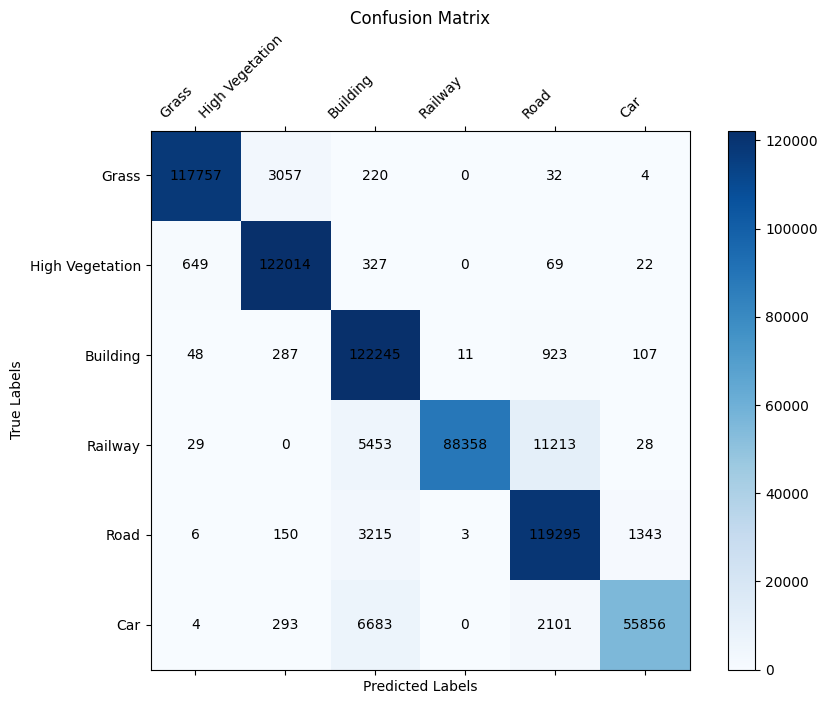 Confusion Matrix
Grass
High Vegetation
Building
Railway
Road
Car
Grass 117757 3057 220 0 32 4
High Vegetation 649 122014 327 0 69 22
Building 48 287 122245 11 923 107
Railway 29 0 5453 88358 11213 28
Road 6 150 3215 3 119295 1343
Car 4 293 6683 0 2101 55856
True Labels
Predicted Labels
120000
100000
80000
60000
40000
20000
0